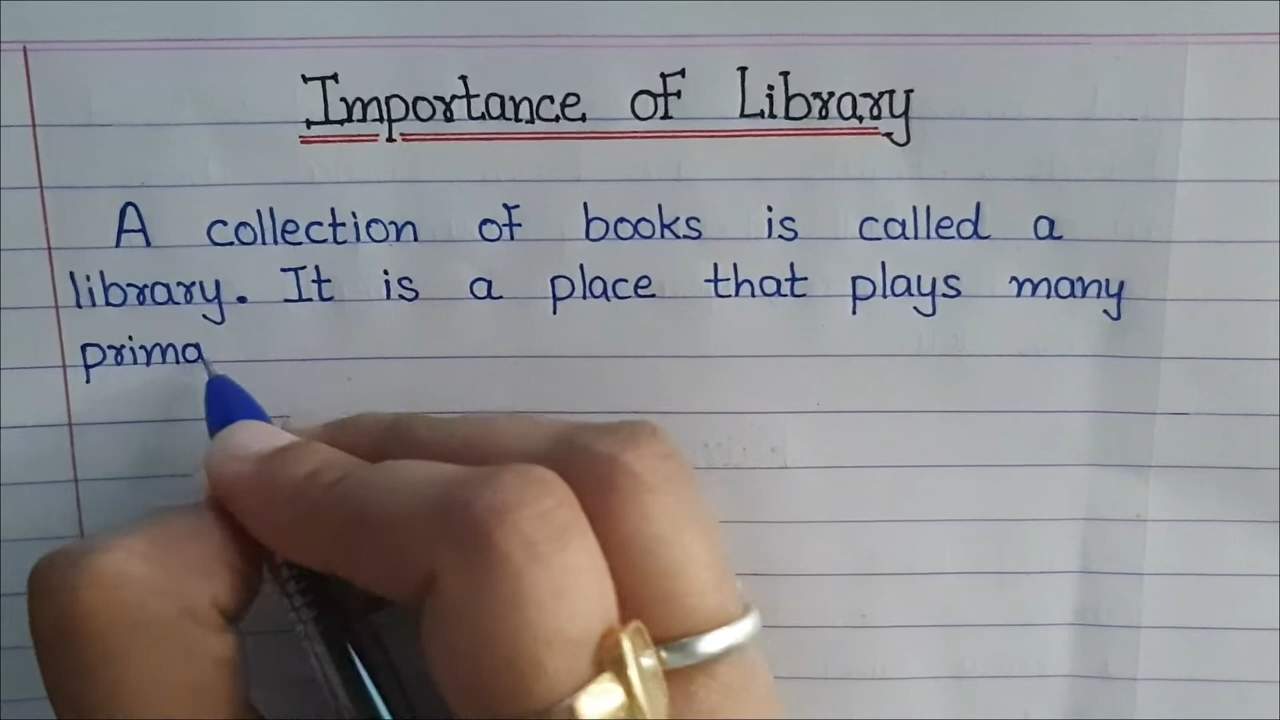 Importance of Library
A collection of books is called a
library. It is a place that plays many
prima